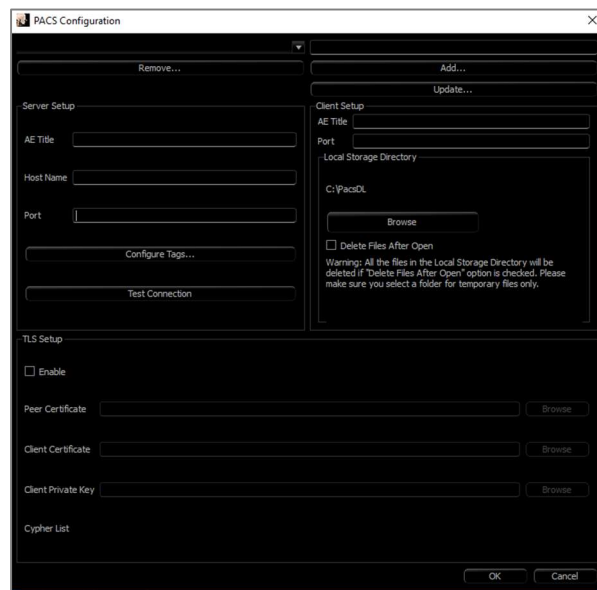 PACS Configuration
Remove...
Add...
Update...
Server Setup
AE Title
Host Name
Port
Configure Tags...
Test Connection
Client Setup
AE Title
Port
Local Storage Directory
C:\PacsDL
Browse
Delete Files After Open
Warning: All the files in the Local Storage Directory will be
deleted if "Delete Files After Open" option is checked. Please
make sure you select a folder for temporary files only.
TLS Setup
Enable
Peer Certificate
Browse
Client Certificate
Browse
Client Private Key
Browse
Cypher List
OK
Cancel